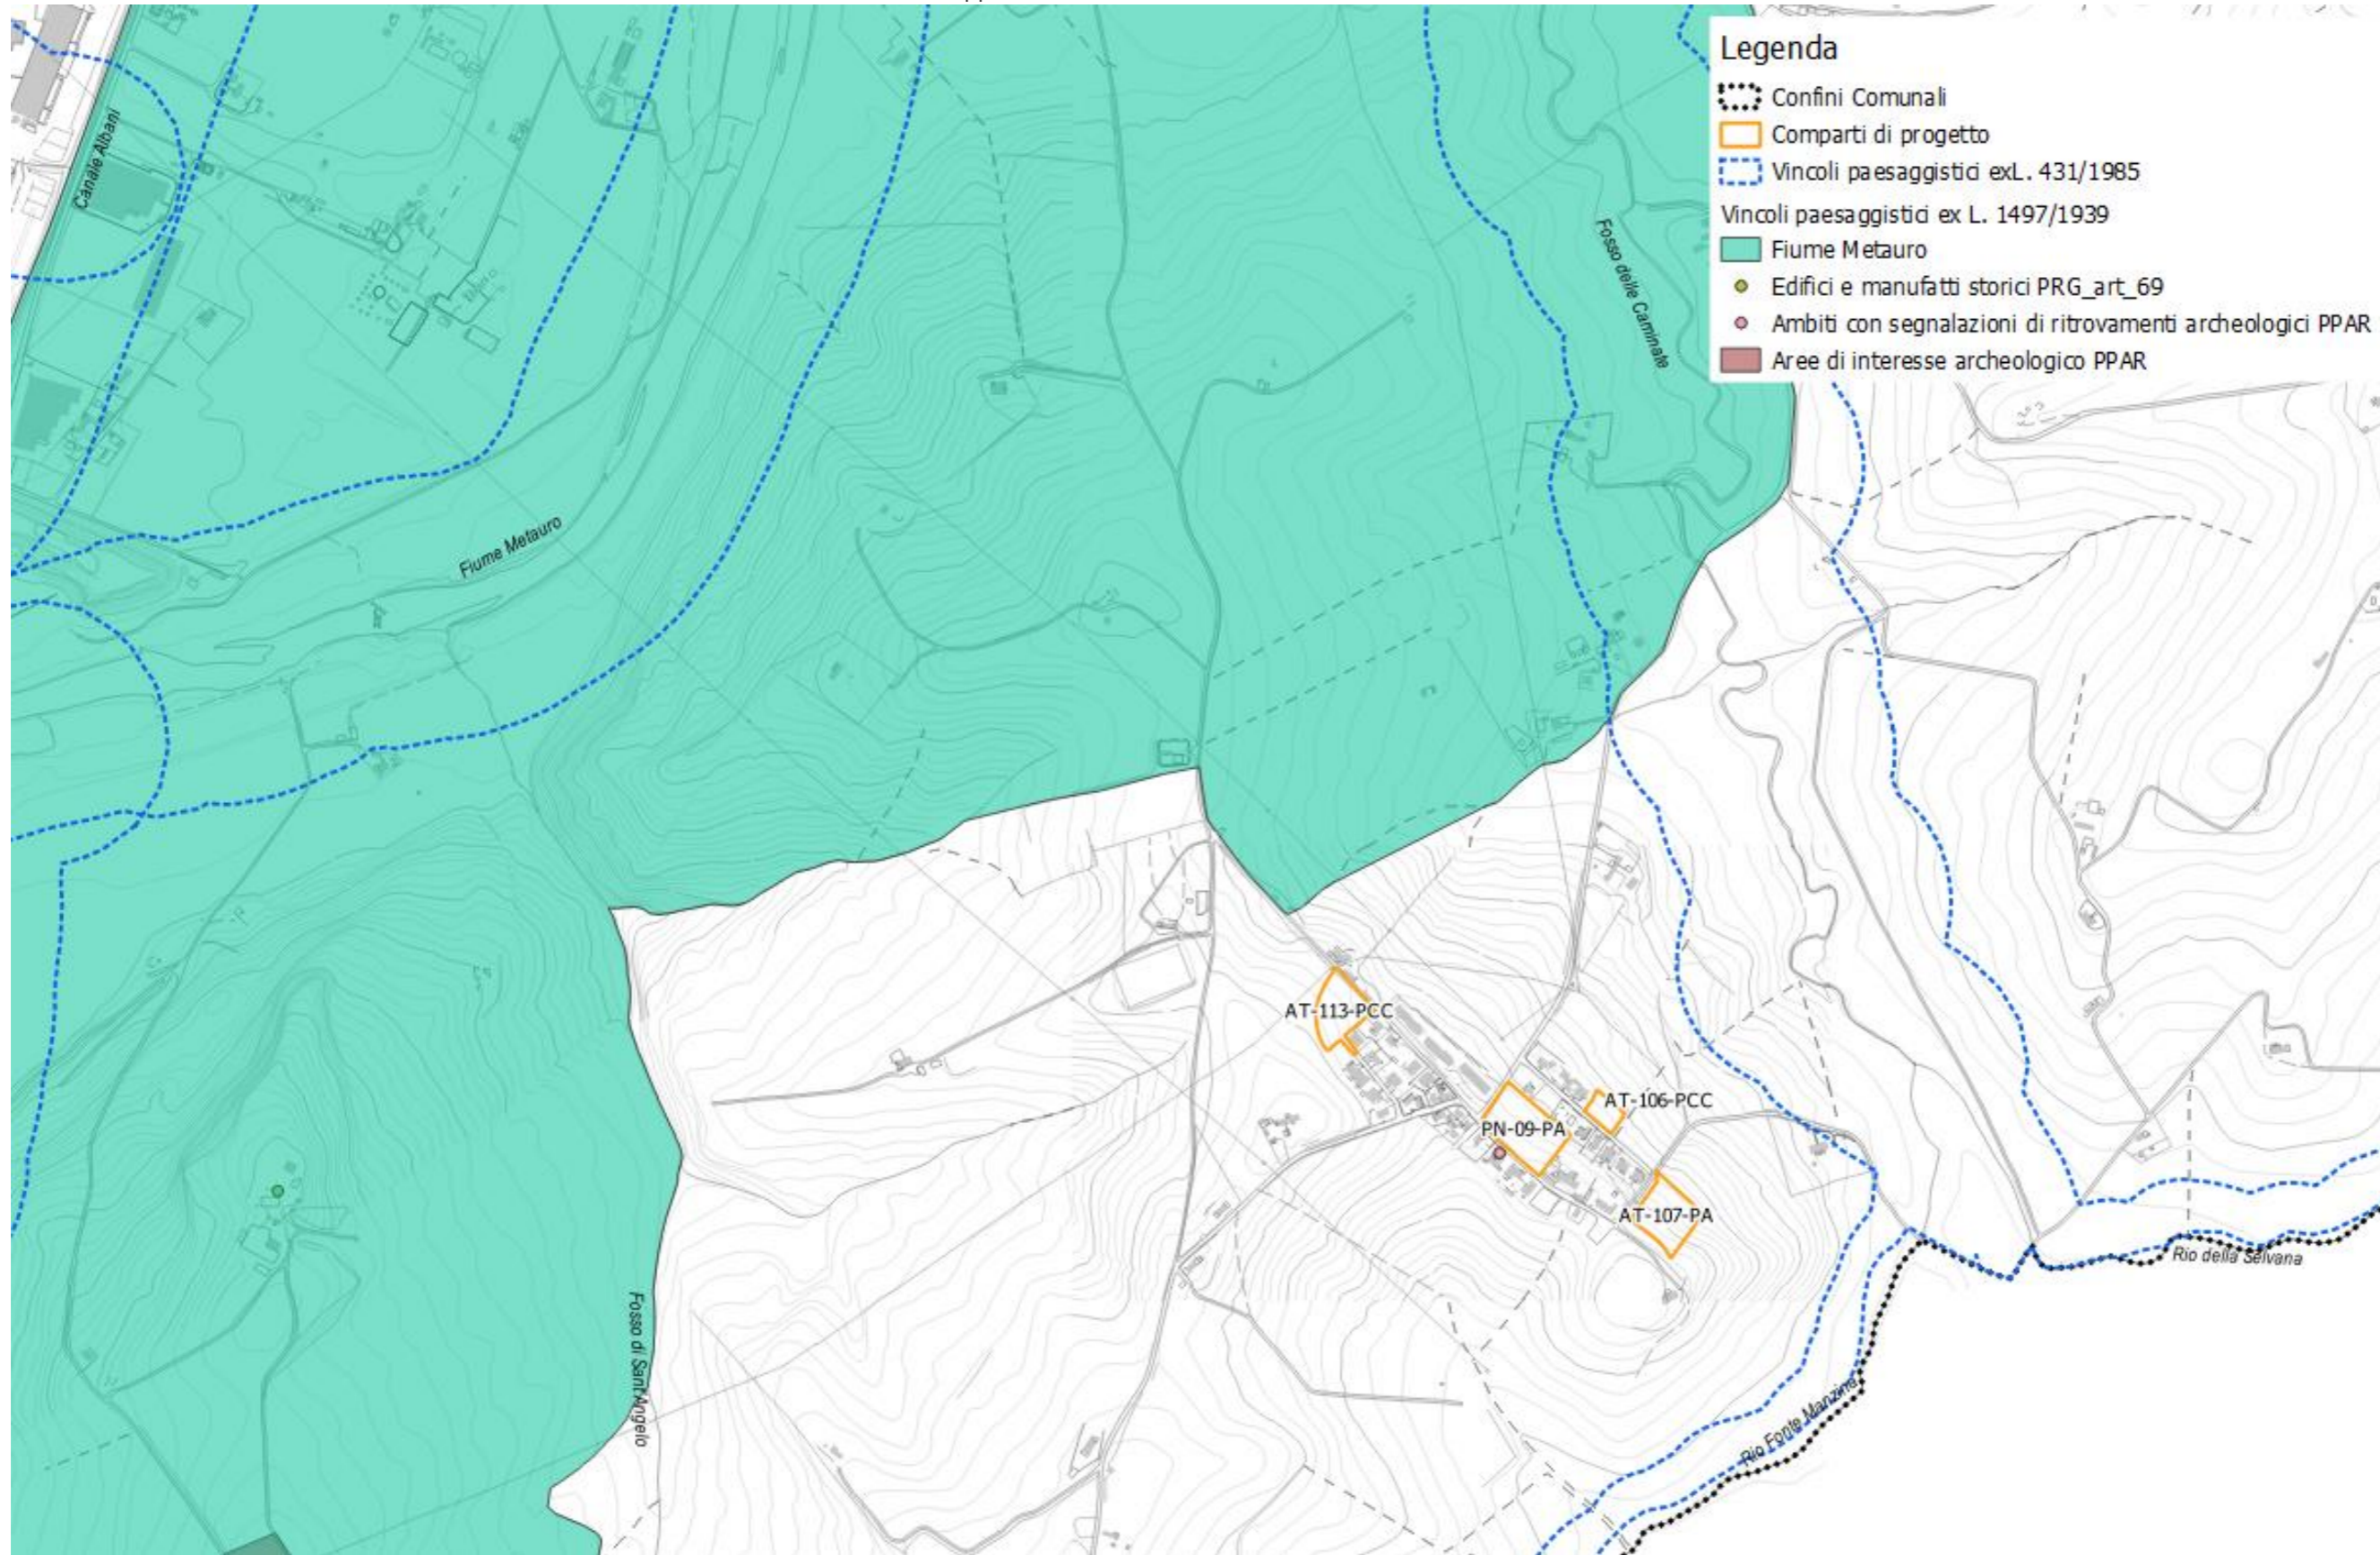 Legenda
Confini Comunali
Comparti di progetto
Vincoli paesaggistici exL. 431/1985
Vincoli paesaggistici ex L. 1497/1939
Fiume Metauro
Edifici e manufatti storici PRG_art_69
Ambiti con segnalazioni di ritrovamenti archeologici PPAR
Aree di interesse archeologico PPAR
Canale Albani
Fosso delle Caminate
Fiume Metauro
AT-113-PCC
AT-106-PCC
PN-09-PA
AT-107-PA
Rio della Selvana
Fosso di Sant'Angelo
Rio Fonte Manzina